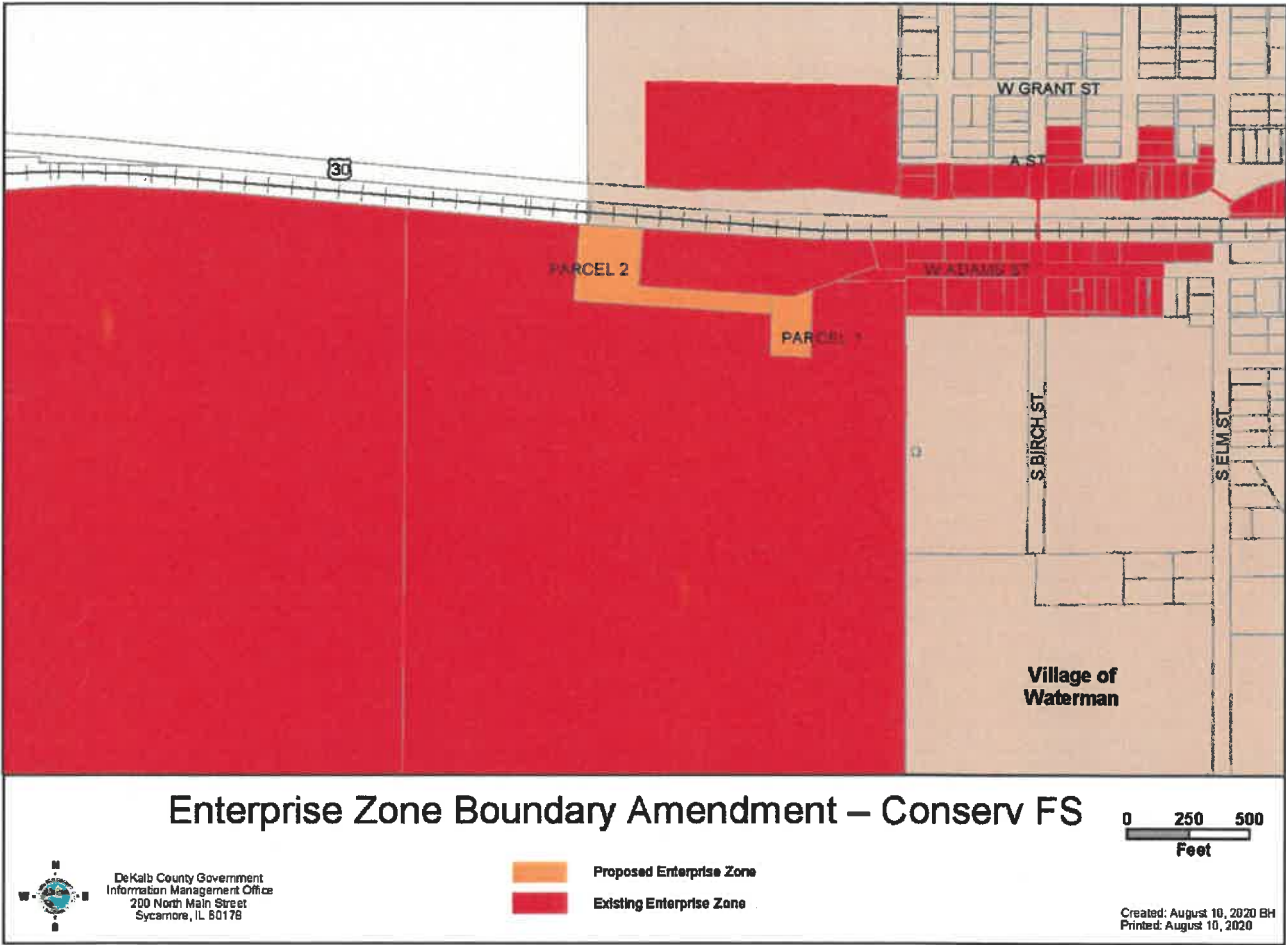 W GRANT ST
A ST
30
PARCEL 2
W ADAMS ST
PARCEL 1
S BIRCH ST
S ELM ST
Village of
Waterman
Enterprise Zone Boundary Amendment – Conserv FS
0 250 500
Feet
N
W
S
DeKalb County Government
Information Management Office
200 North Main Street
Sycamore, IL 60178
Proposed Enterprise Zone
Existing Enterprise Zone
Created: August 10, 2020 BH
Printed: August 10, 2020